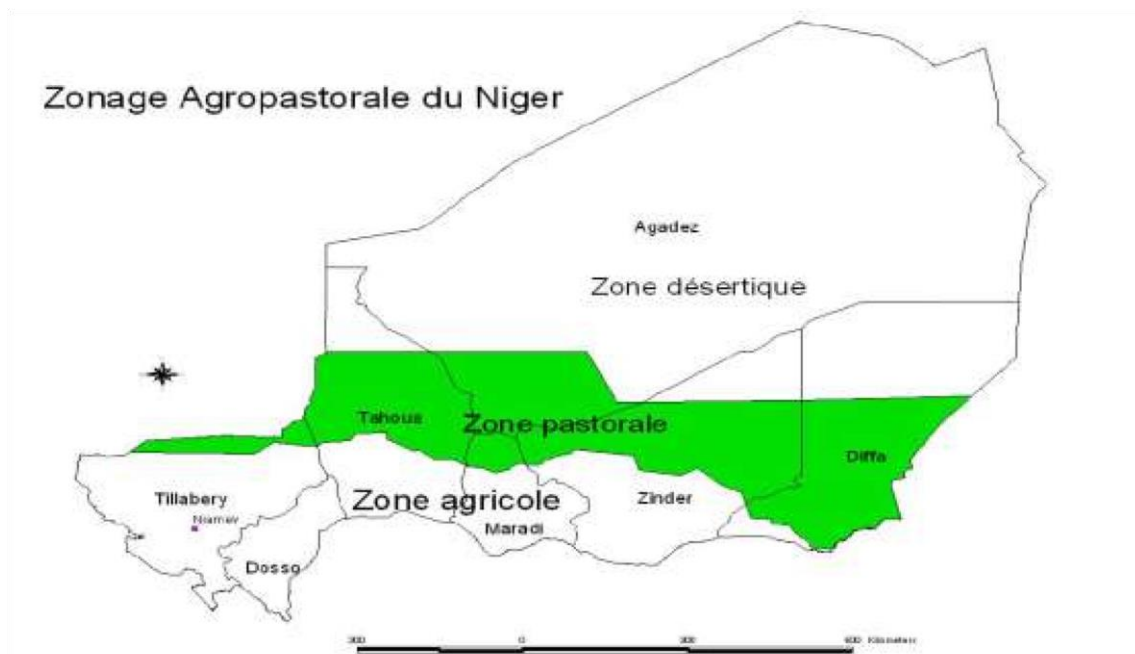 Zonage Agropastorale du Niger
Agadez
Zone désertique
Tahoua
Zone pastorale
Diffa
Tillabery
Zone agricole
Zinder
Niamey
Maradi
Dosso
300 0 300 600 Kilometers